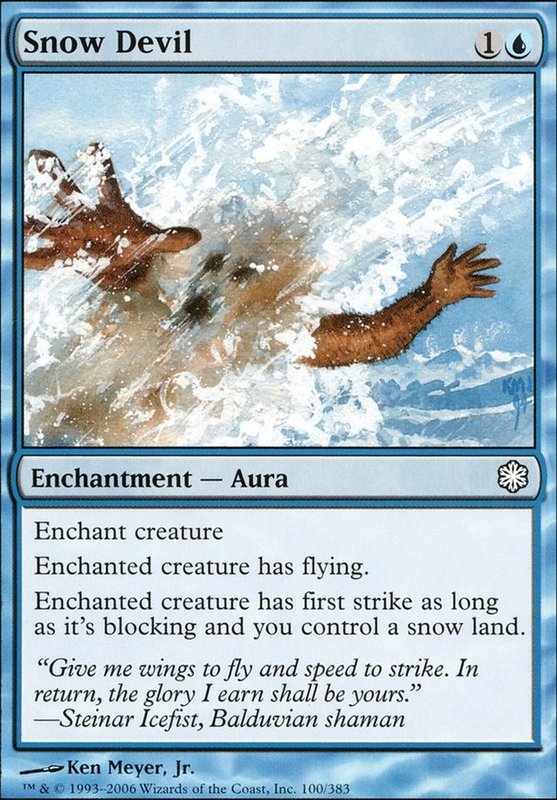 Snow Devil 1
Enchantment — Aura
Enchant creature
Enchanted creature has flying.
Enchanted creature has first strike as long
as it's blocking and you control a snow land.
“Give me wings to fly and speed to strike. In
return, the glory I earn shall be yours.”
—Steinar Icefist, Balduvian shaman
Ken Meyer, Jr.
™ & © 1993–2006 Wizards of the Coast, Inc. 100/383